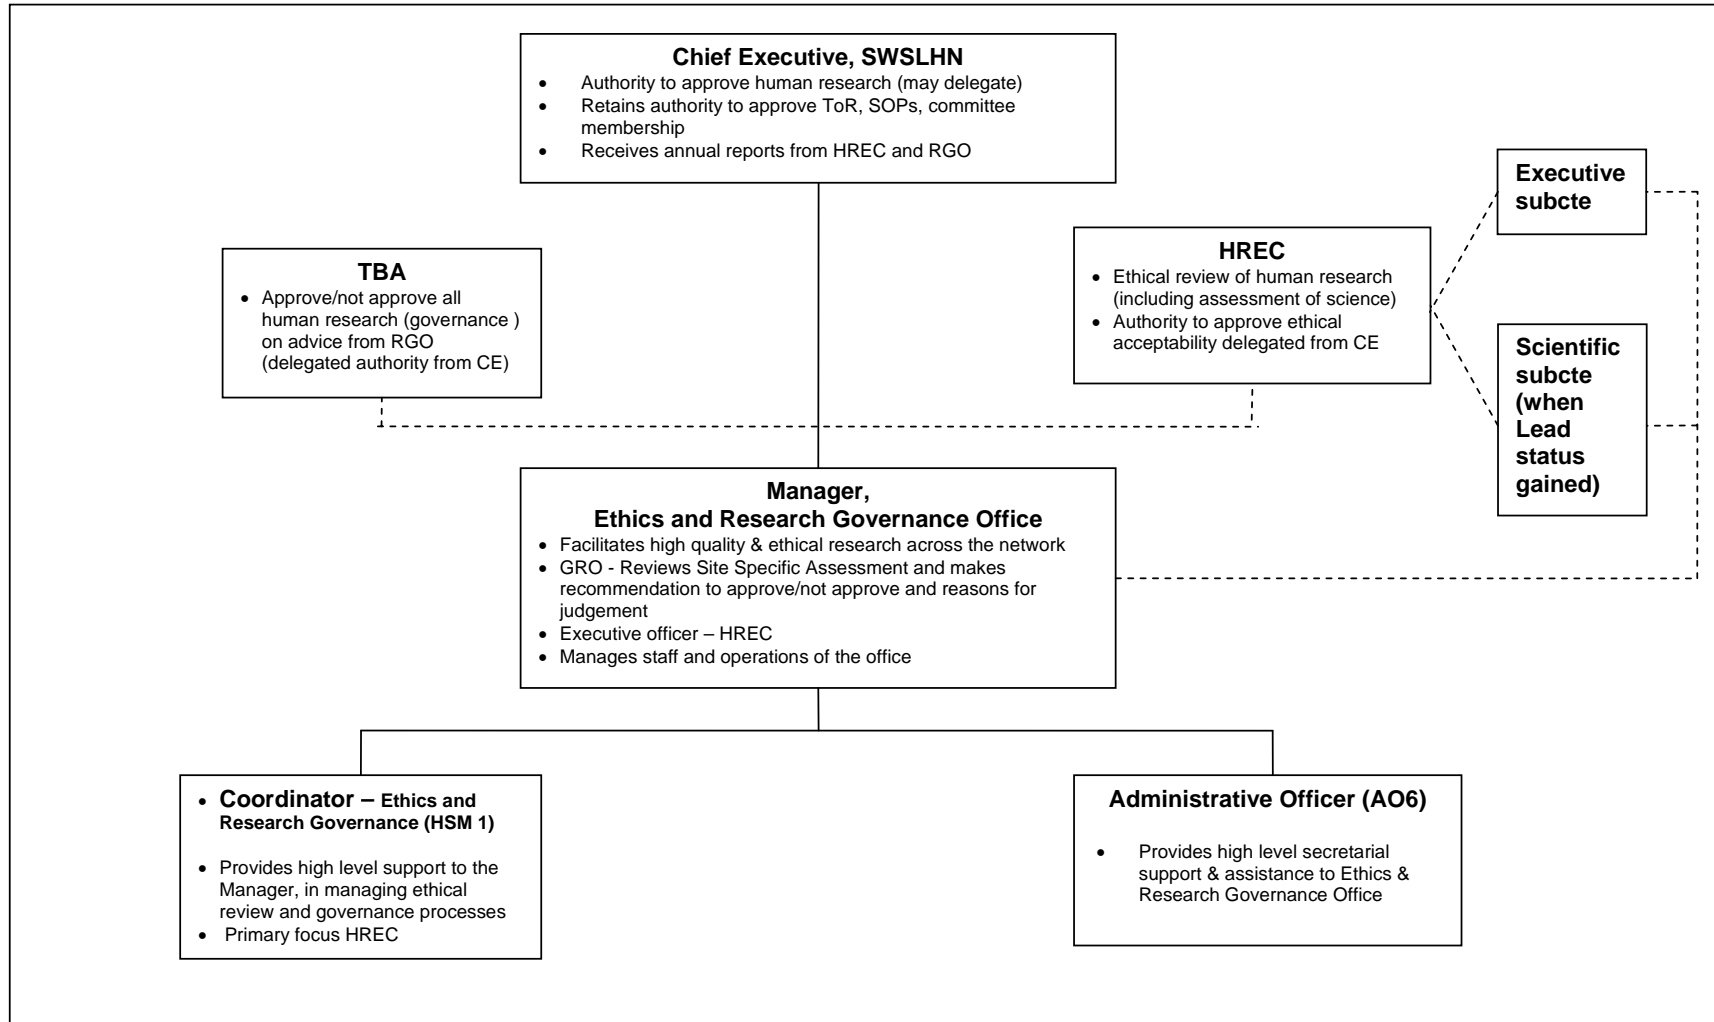 Chief Executive, SWSLHN
• Authority to approve human research (may delegate)
• Retains authority to approve ToR, SOPs, committee
membership
• Receives annual reports from HREC and RGO
Executive
subcte
TBA
• Approve/not approve all
human research (governance )
on advice from RGO
(delegated authority from CE)
HREC
• Ethical review of human research
(including assessment of science)
• Authority to approve ethical
acceptability delegated from CE
Scientific
subcte
(when
Lead
status
gained)
Manager,
Ethics and Research Governance Office
• Facilitates high quality & ethical research across the network
• GRO - Reviews Site Specific Assessment and makes
recommendation to approve/not approve and reasons for
judgement
• Executive officer – HREC
• Manages staff and operations of the office
• Coordinator – Ethics and
Research Governance (HSM 1)
• Provides high level support to the
Manager, in managing ethical
review and governance processes
• Primary focus HREC
Administrative Officer (AO6)
• Provides high level secretarial
support & assistance to Ethics &
Research Governance Office